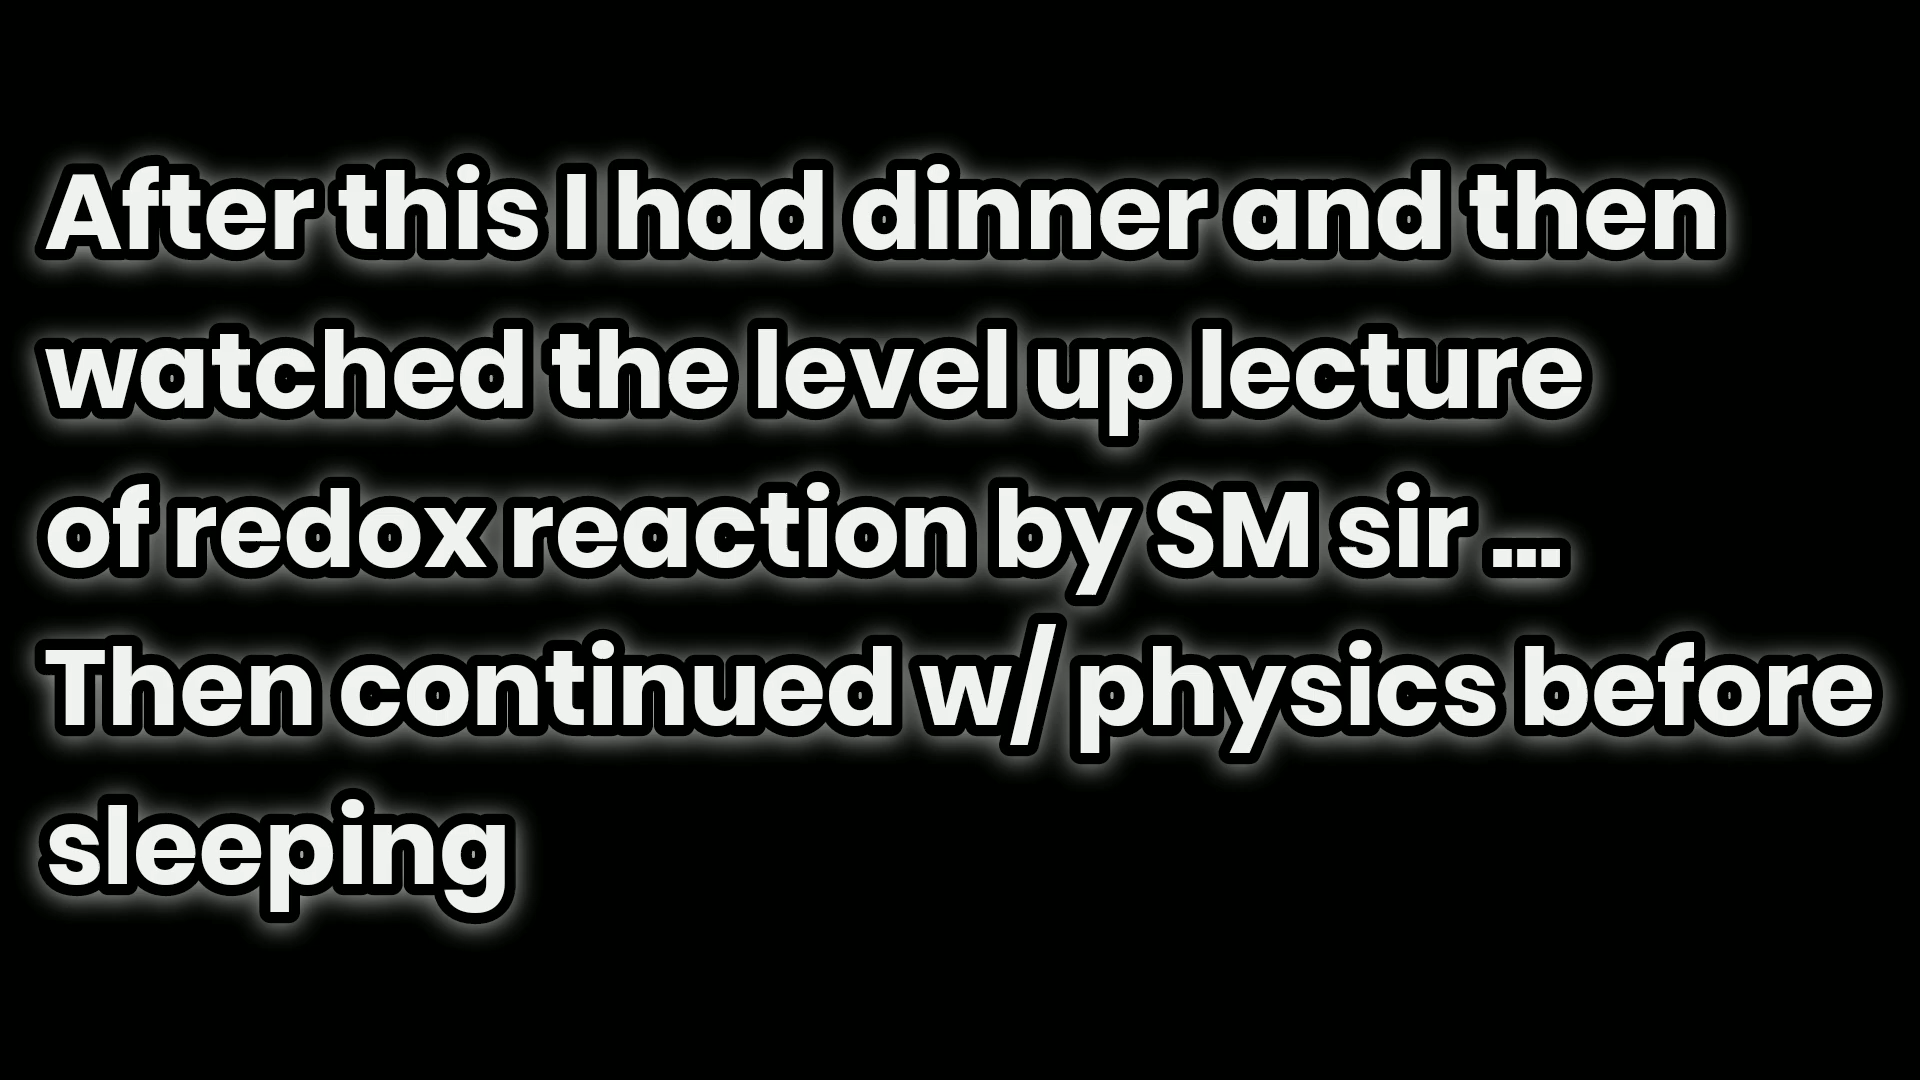 After this I had dinner and then
watched the level up lecture
of redox reaction by SM sir ...
Then continued w/ physics before
sleeping